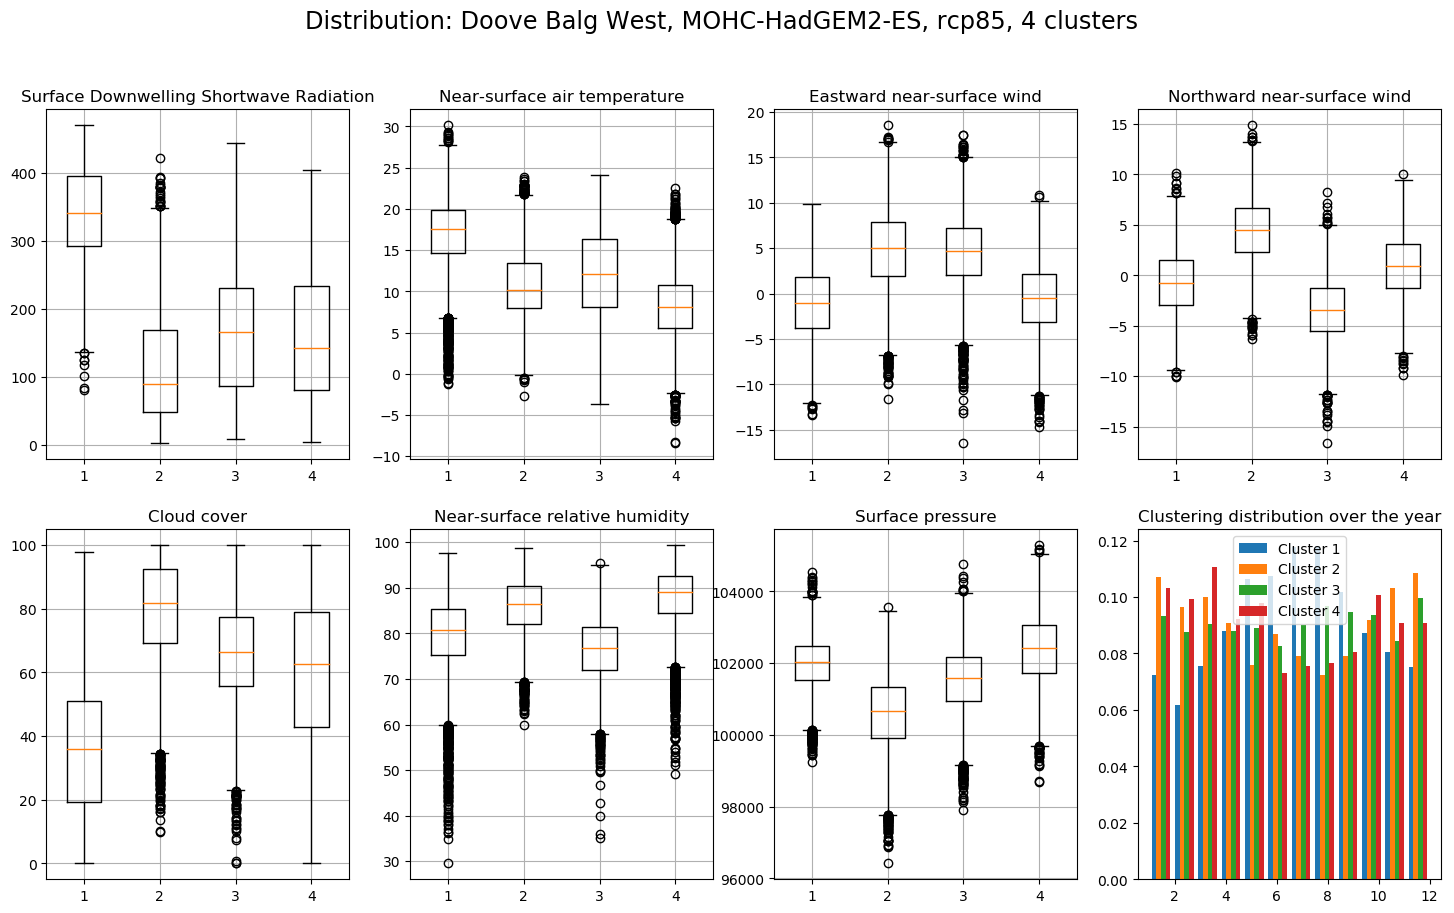 Distribution: Doove Balg West, MOHC-HadGEM2-ES, rcp85, 4 clusters
Surface Downwelling Shortwave Radiation
400
300
200
100
0
1 2 3 4
Near-surface air temperature
30
25
20
15
10
5
0
−5
−10
1 2 3 4
Eastward near-surface wind
20
15
10
5
0
−5
−10
−15
1 2 3 4
Northward near-surface wind
15
10
5
0
−5
−10
−15
1 2 3 4
Cloud cover
100
80
60
40
20
0
1 2 3 4
Near-surface relative humidity
100
90
80
70
60
50
40
30
1 2 3 4
Surface pressure
104000
102000
100000
98000
96000
1 2 3 4
Clustering distribution over the year
Cluster 1
Cluster 2
Cluster 3
Cluster 4
0.12
0.10
0.08
0.06
0.04
0.02
0.00
2 4 6 8 10 12